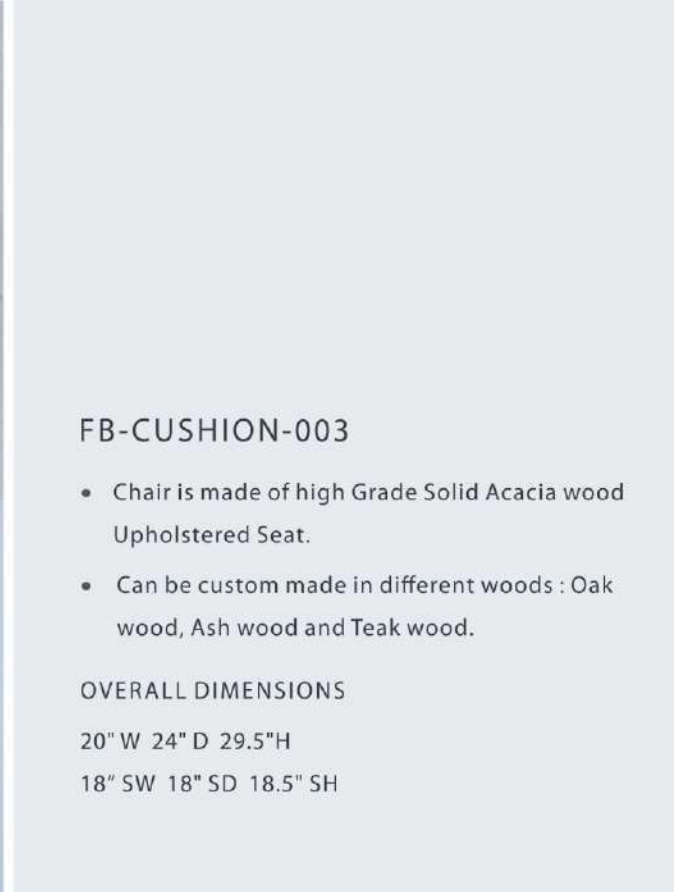 FB-CUSHION-003
• Chair is made of high Grade Solid Acacia wood
Upholstered Seat.
• Can be custom made in different woods : Oak
wood, Ash wood and Teak wood.
OVERALL DIMENSIONS
20" W 24" D 29.5"H
18" SW 18" SD 18.5" SH